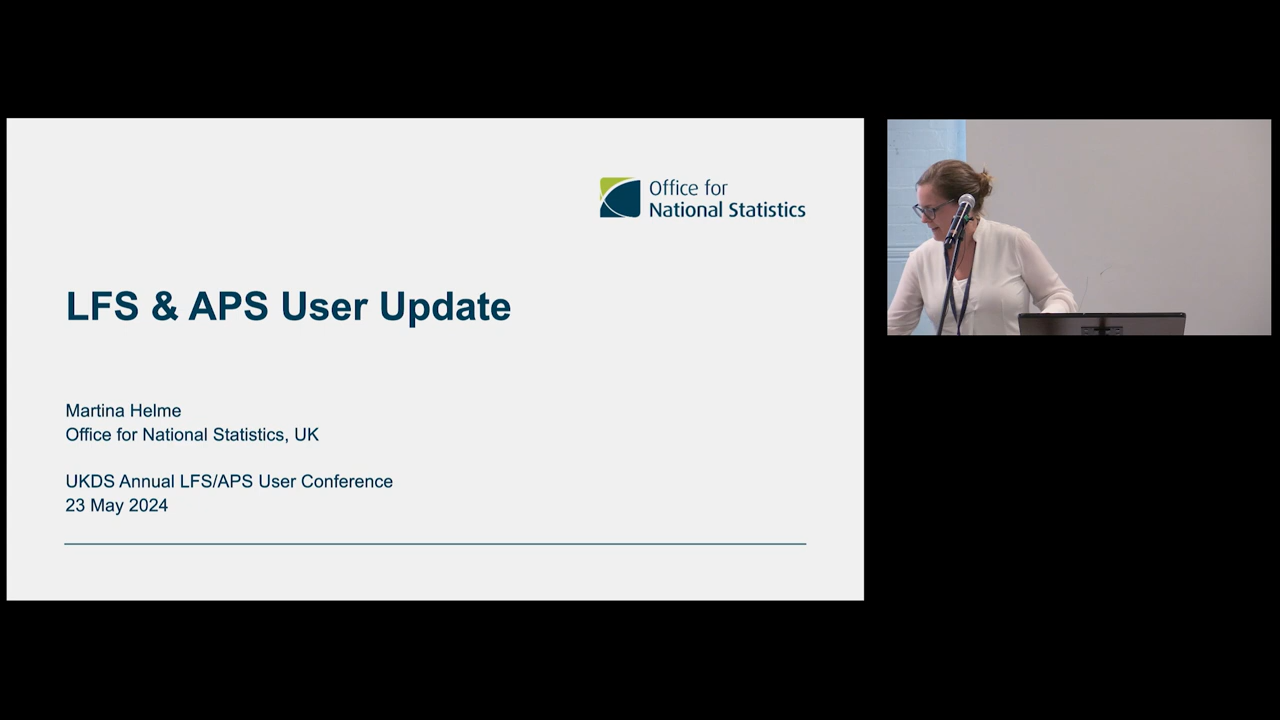 Office for
National Statistics
LFS & APS User Update
Martina Helme
Office for National Statistics, UK
UKDS Annual LFS/APS User Conference
23 May 2024